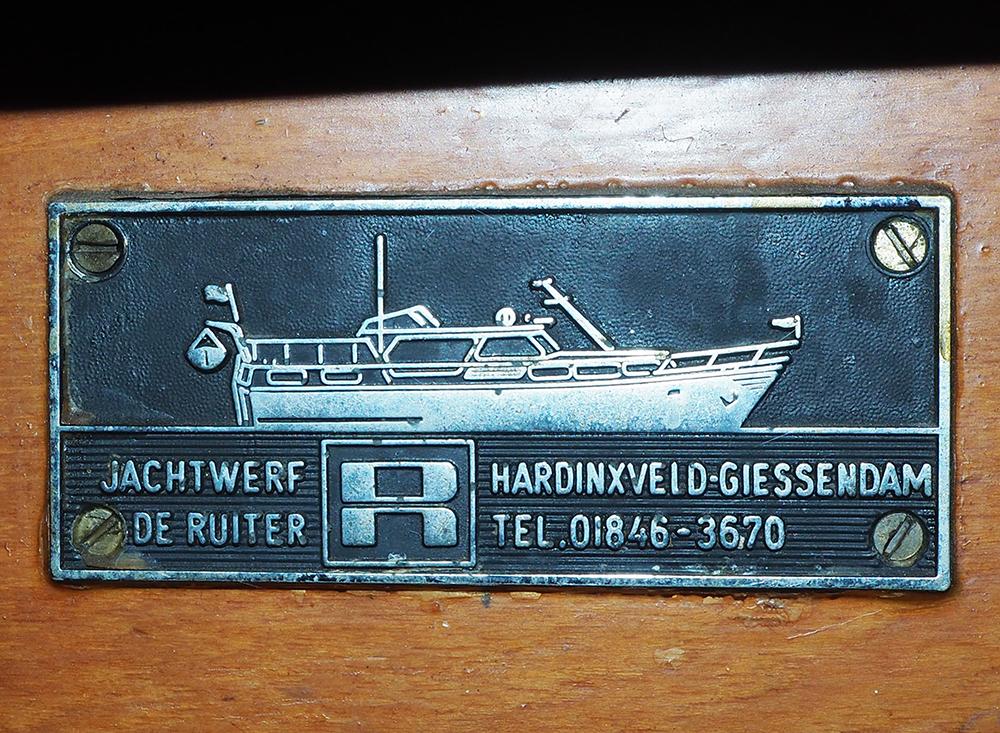 JACHTWERF
DE RUITER
R
HARDINXVELD-GIESSENDAM
TEL.01846-3670